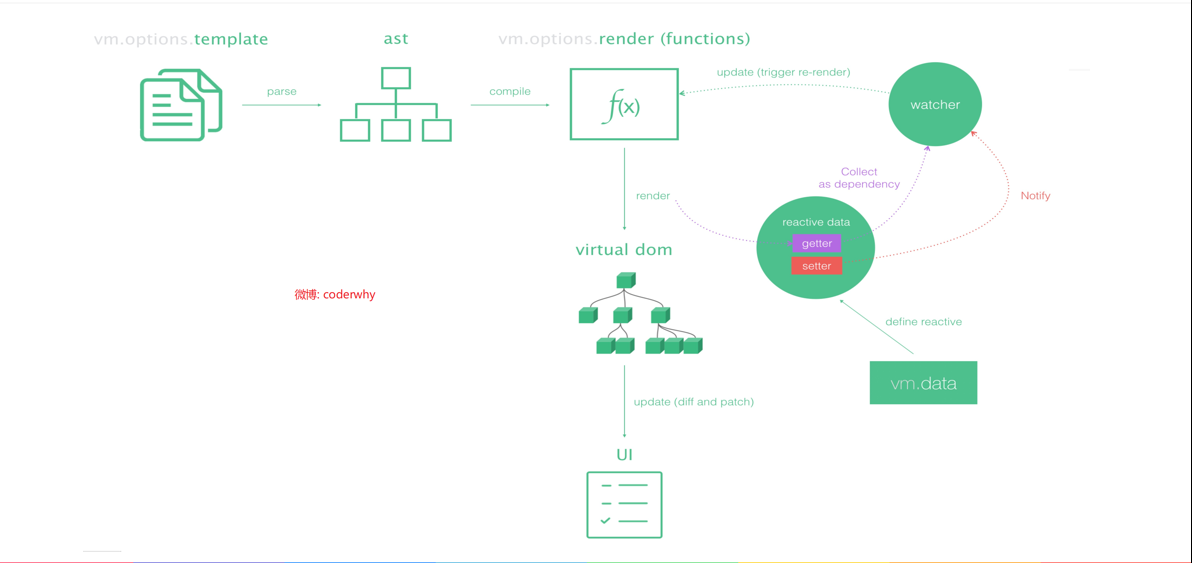 vm.options.template
ast
vm.options.render (functions)
parse
compile
f(x)
update (trigger re-render)
watcher
Collect
as dependency
render
Notify
reactive data
getter
setter
virtual dom
微博: coderwhy
define reactive
vm.data
update (diff and patch)
UI